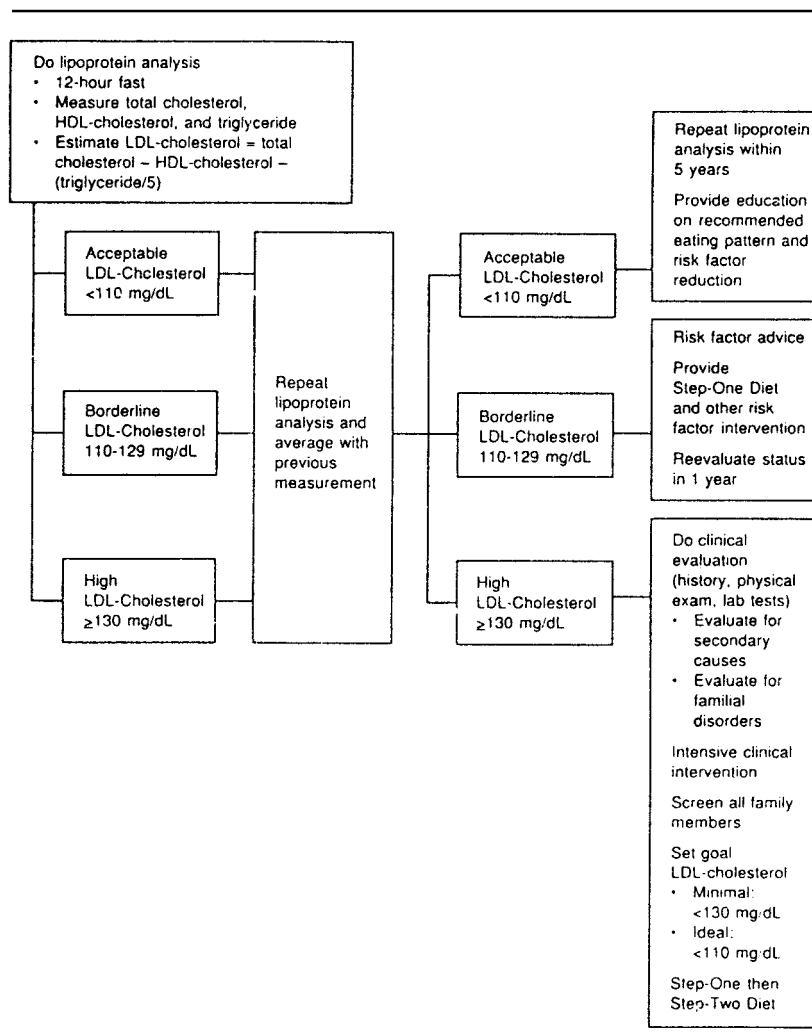 Do lipoprotein analysis
• 12-hour fast
• Measure total cholesterol,
HDL-cholesterol, and triglyceride
• Estimate LDL-cholesterol = total
cholesterol – HDL-cholesterol –
(triglyceride/5)
Acceptable
LDL-Cholesterol
<110 mg/dL
Borderline
LDL-Cholesterol
110-129 mg/dL
High
LDL-Cholesterol
≥130 mg/dL
Repeat
lipoprotein
analysis and
average with
previous
measurement
Acceptable
LDL-Cholesterol
<110 mg/dL
Borderline
LDL-Cholesterol
110-129 mg/dL
High
LDL-Cholesterol
≥130 mg/dL
Repeat lipoprotein
analysis within
5 years
Provide education
on recommended
eating pattern and
risk factor
reduction
Risk factor advice
Provide
Step-One Diet
and other risk
factor intervention
Reevaluate status
in 1 year
Do clinical
evaluation
(history, physical
exam, lab tests)
• Evaluate for
secondary
causes
• Evaluate for
familial
disorders
Intensive clinical
intervention
Screen all family
members
Set goal
LDL-cholesterol
• Minimal:
<130 mg/dL
• Ideal:
<110 mg/dL
Step-One then
Step-Two Diet